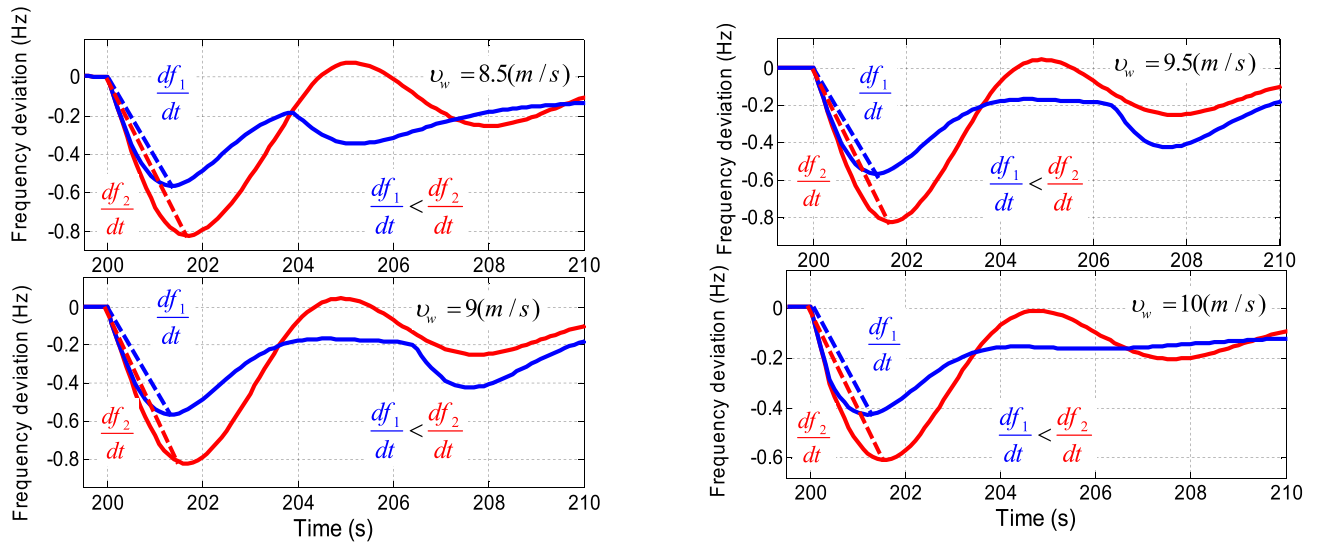 Frequency deviation (Hz)
0
-0.2
-0.4
-0.6
-0.8
df₁
dt
df₂
dt
υ_w = 8.5(m / s)
df₁/dt < df₂/dt
200 202 204 206 208 210
Frequency deviation (Hz)
0
-0.2
-0.4
-0.6
-0.8
df₁
dt
df₂
dt
υ_w = 9(m / s)
df₁/dt < df₂/dt
200 202 204 206 208 210
Time (s)
Frequency deviation (Hz)
0
-0.2
-0.4
-0.6
-0.8
df₁
dt
df₂
dt
υ_w = 9.5(m / s)
df₁/dt < df₂/dt
200 202 204 206 208 210
Frequency deviation (Hz)
0
-0.2
-0.4
-0.6
df₁
dt
df₂
dt
υ_w = 10(m / s)
df₁/dt < df₂/dt
200 202 204 206 208 210
Time (s)